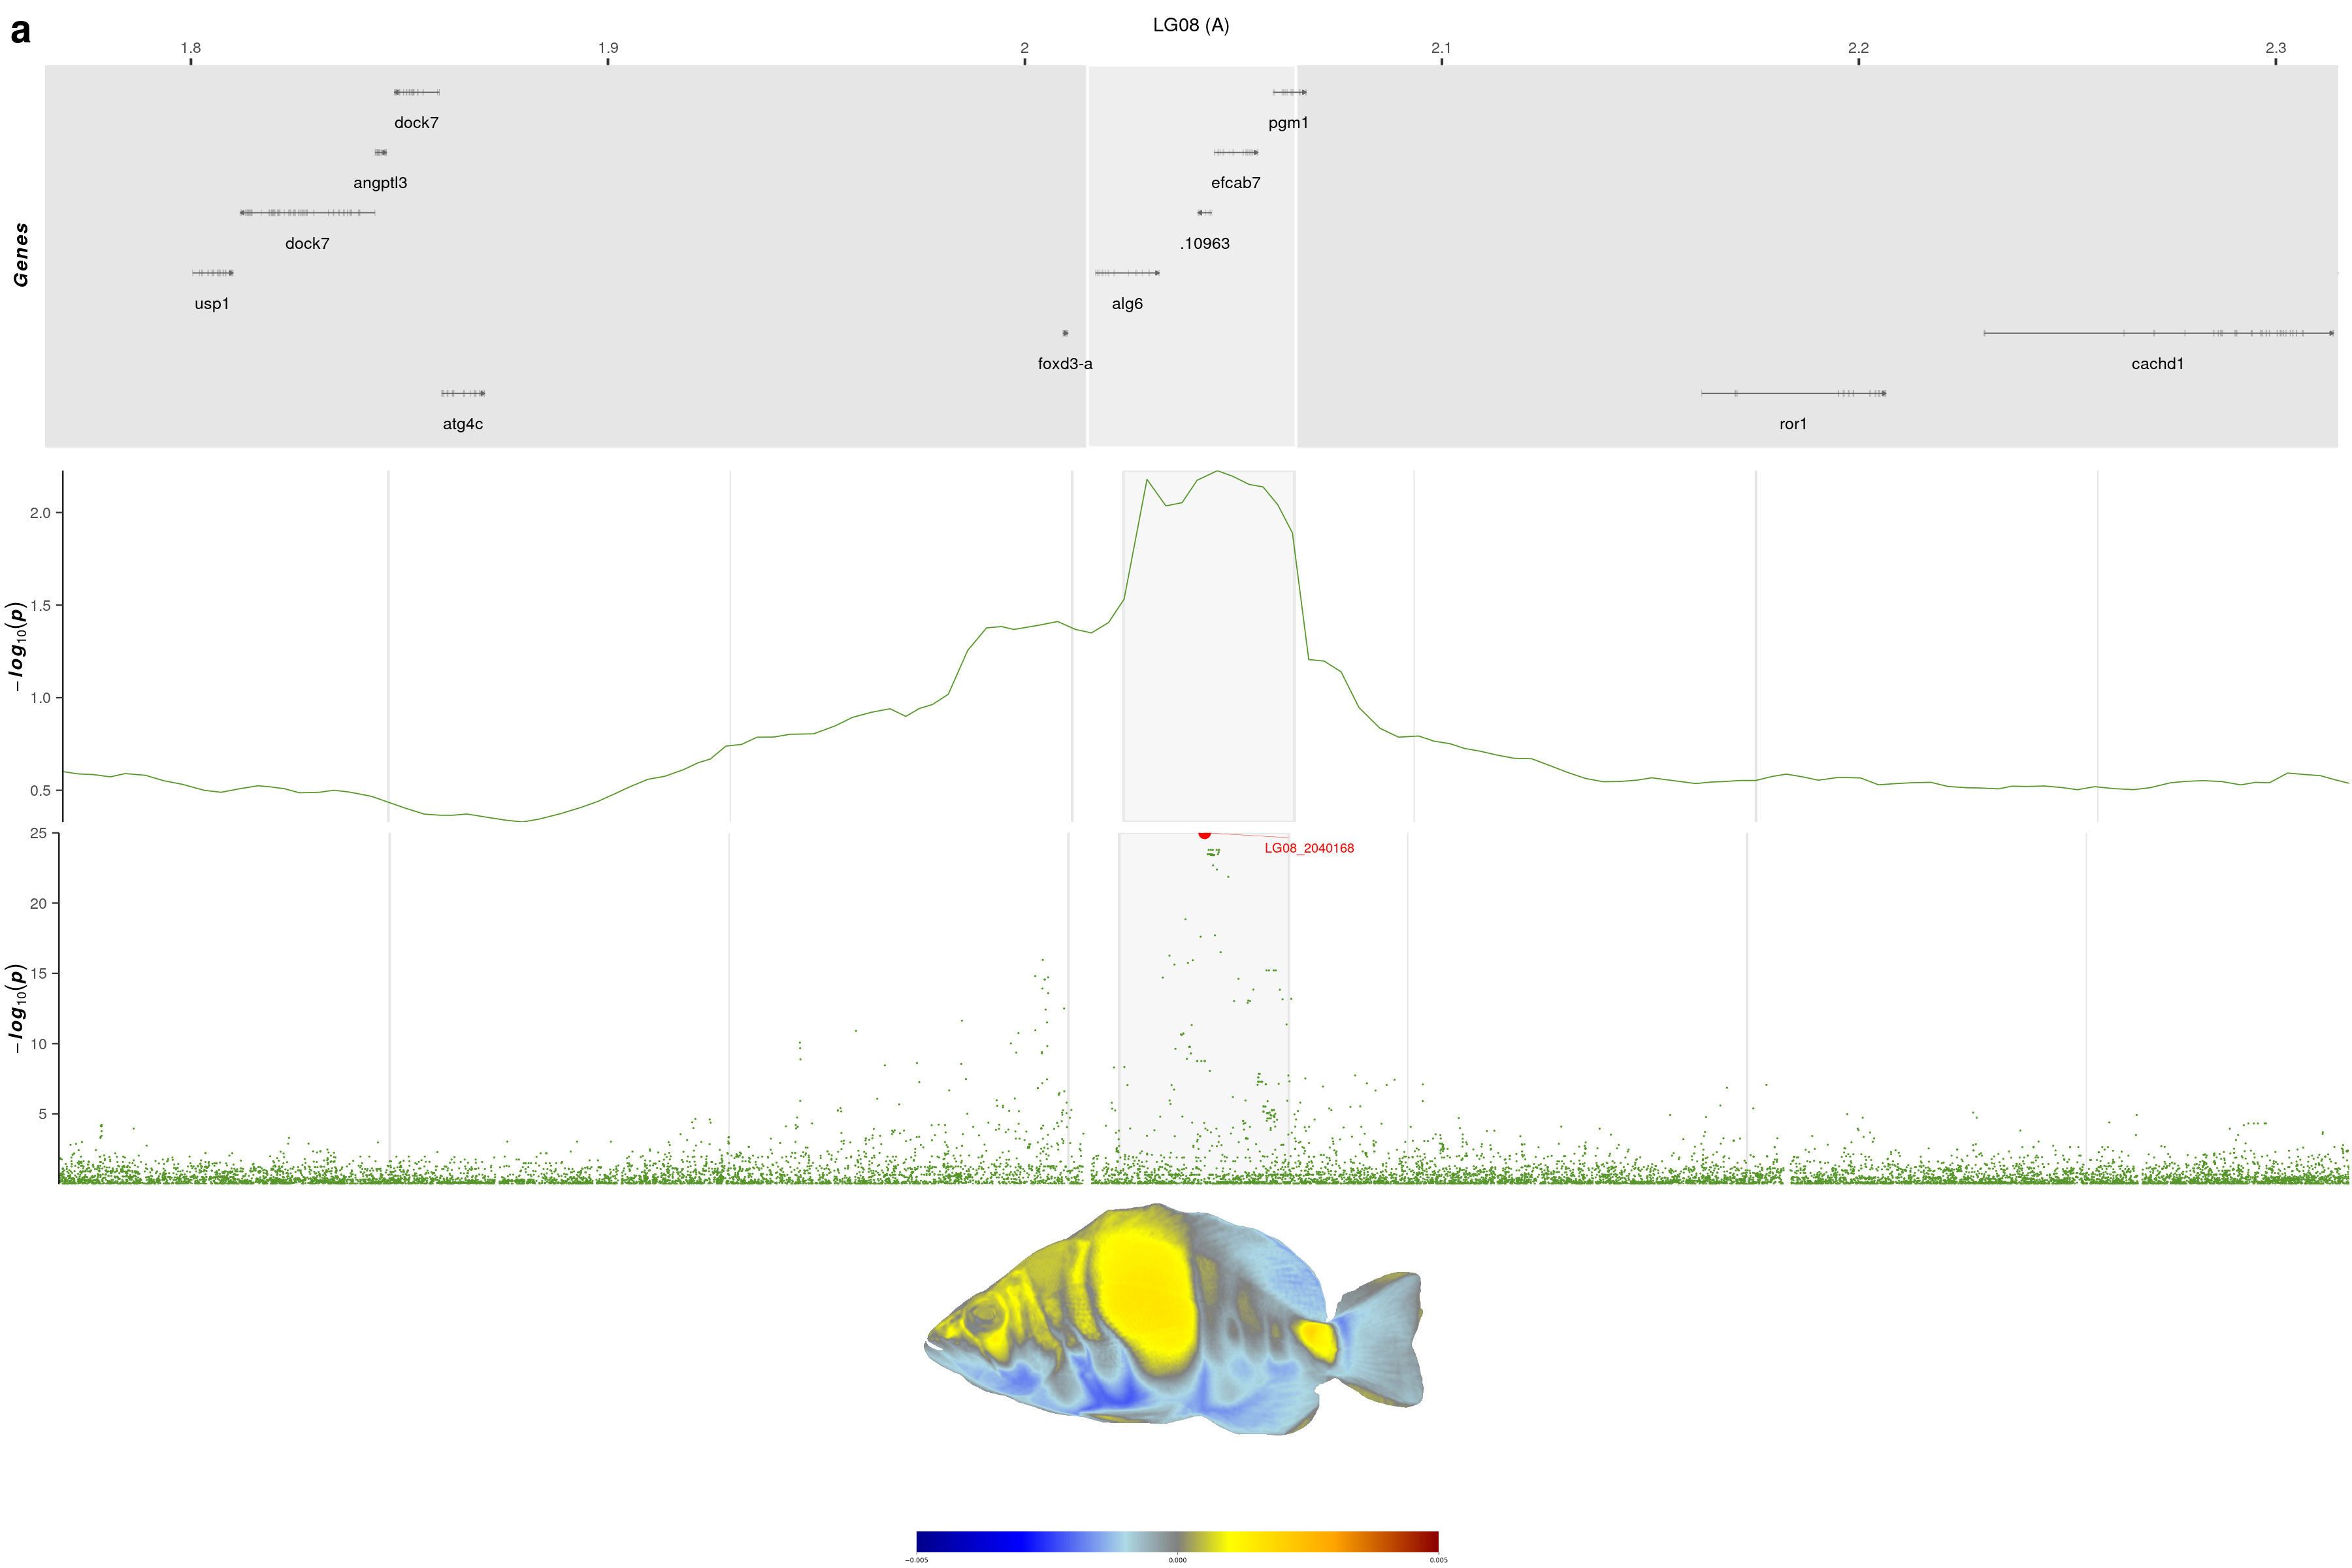 a
LG08 (A)
1.8 1.9 2 2.1 2.2 2.3
Genes
dock7 pgm1
angptl3 efcab7
dock7 .10963
usp1 alg6
foxd3-a cachd1
atg4c ror1
−log10(p)
2.0
1.5
1.0
0.5
−log10(p)
25
20
15
10
5
LG08_2040168
−0.005 0.000 0.005